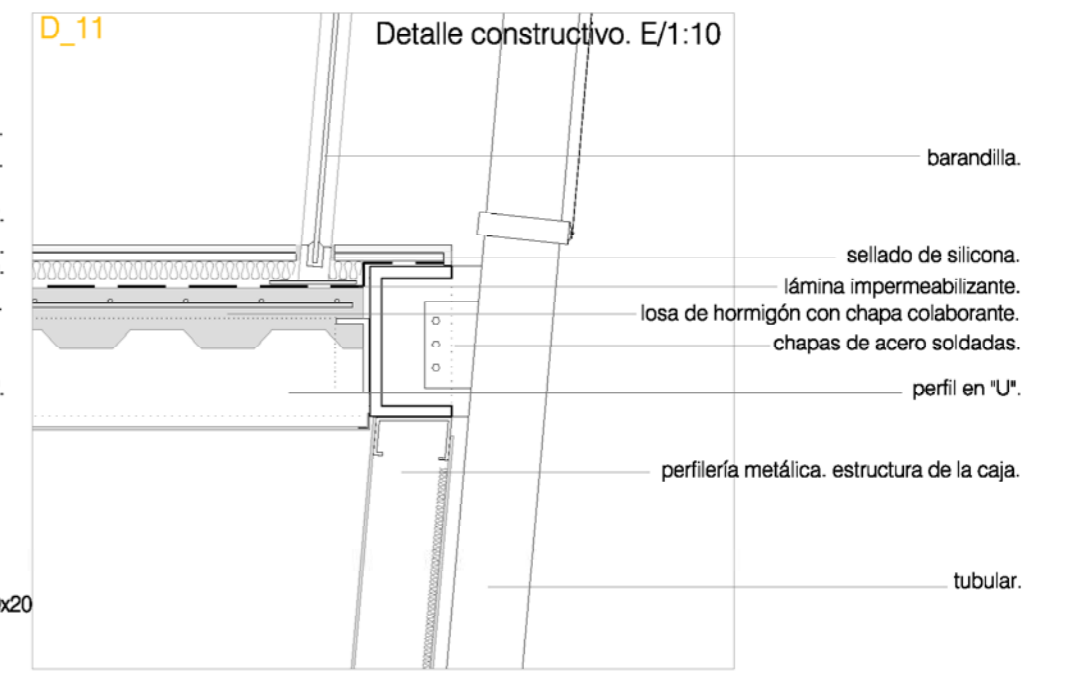 D_11
Detalle constructivo. E/1:10
barandilla.
sellado de silicona.
lámina impermeabilizante.
losa de hormigón con chapa colaborante.
chapas de acero soldadas.
perfil en "U".
perfilería metálica. estructura de la caja.
tubular.
x20